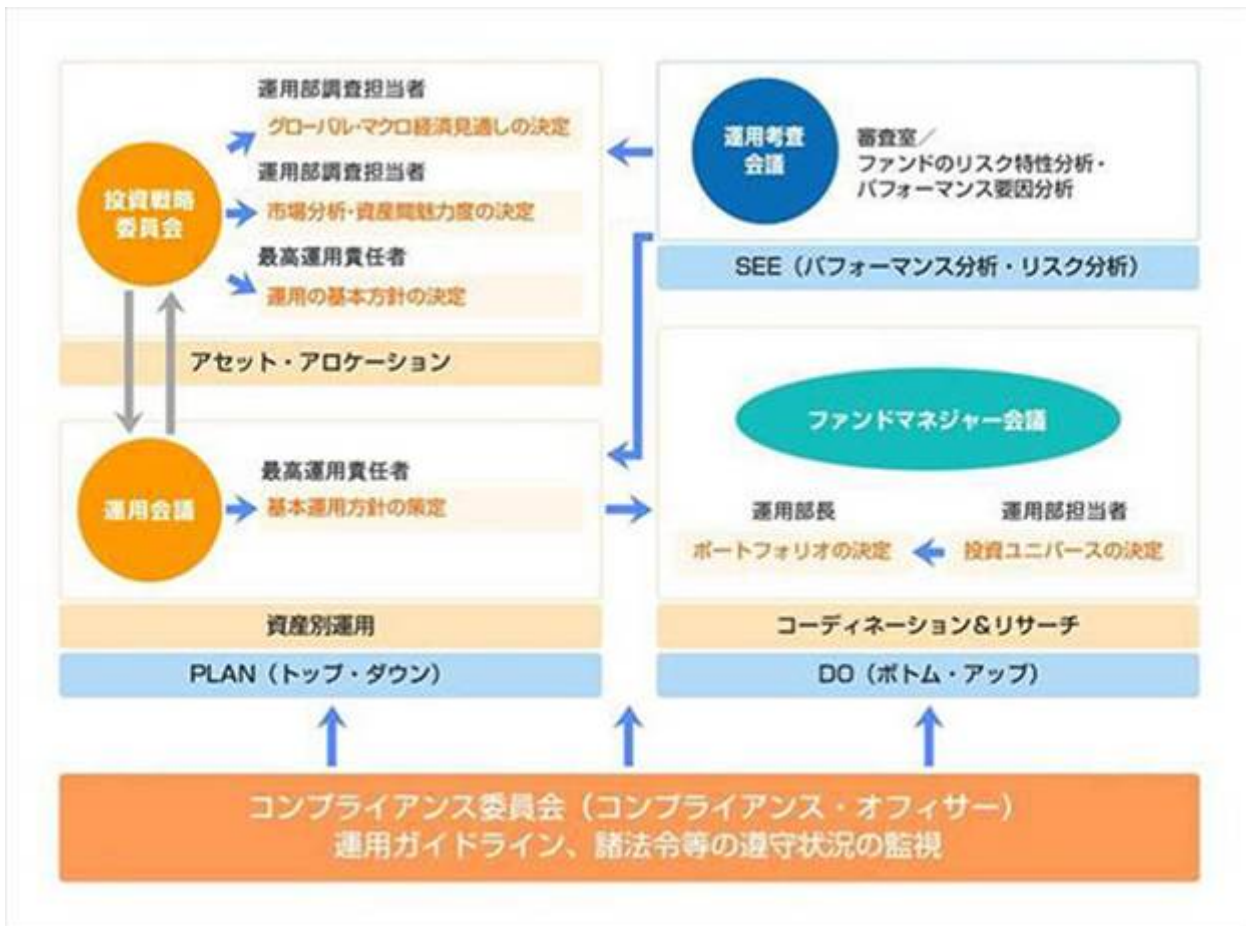 運用部調査担当者
グローバル・マクロ経済見通しの決定
投資戦略
委員会
運用部調査担当者
市場分析・資産間魅力度の決定
最高運用責任者
運用の基本方針の決定
アセット・アロケーション
運用考査
会議
審査室／
ファンドのリスク特性分析・
パフォーマンス要因分析
SEE（パフォーマンス分析・リスク分析）
運用会議
最高運用責任者
基本運用方針の策定
資産別運用
PLAN（トップ・ダウン）
ファンドマネジャー会議
運用部長
運用部担当者
ポートフォリオの決定
投資ユニバースの決定
コーディネーション＆リサーチ
DO（ボトム・アップ）
コンプライアンス委員会（コンプライアンス・オフィサー）
運用ガイドライン、諸法令等の遵守状況の監視